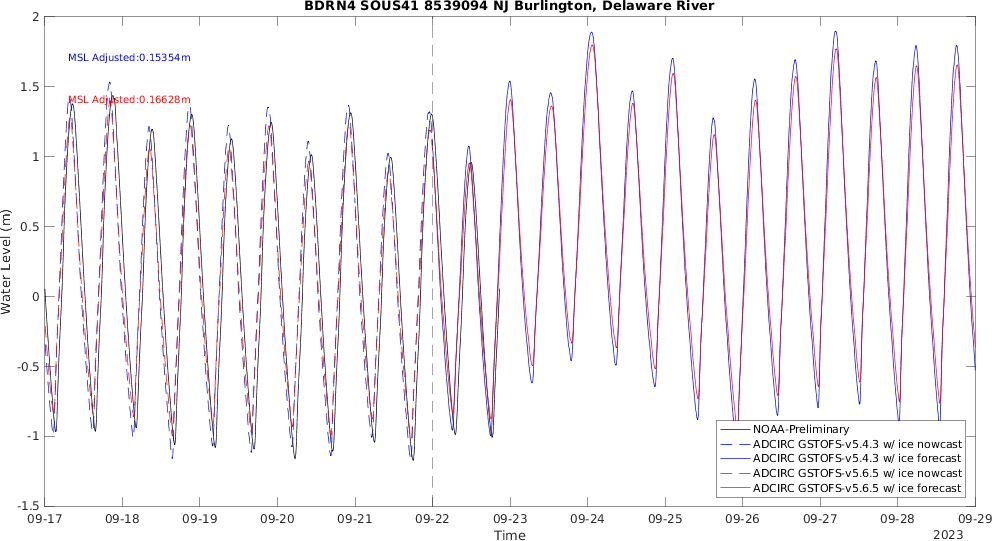 BDRN4 SOUS41 8539094 NJ Burlington, Delaware River
MSL Adjusted:0.15354m
MSL Adjusted:0.16628m
Water Level (m)
2
1.5
1
0.5
0
-0.5
-1
-1.5
NOAA-Preliminary
ADCIRC GSTOFS-v5.4.3 w/ ice nowcast
ADCIRC GSTOFS-v5.4.3 w/ ice forecast
ADCIRC GSTOFS-v5.6.5 w/ ice nowcast
ADCIRC GSTOFS-v5.6.5 w/ ice forecast
09-17 09-18 09-19 09-20 09-21 09-22 09-23 09-24 09-25 09-26 09-27 09-28 09-29
Time
2023